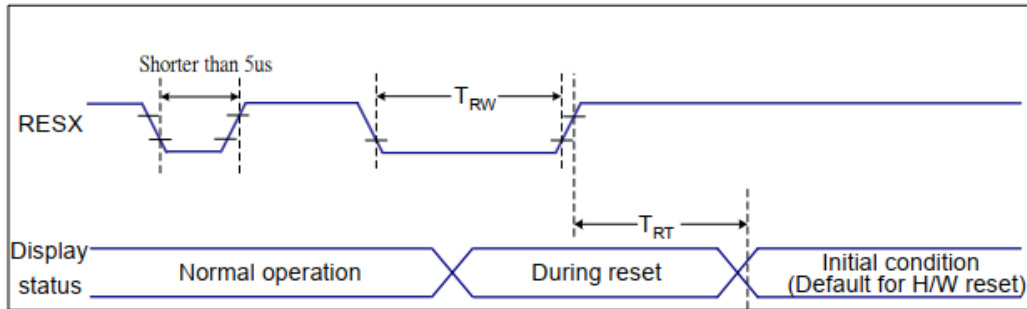 Shorter than 5us
TRW
RESX
TRT
Display
status
Normal operation
During reset
Initial condition
(Default for H/W reset)